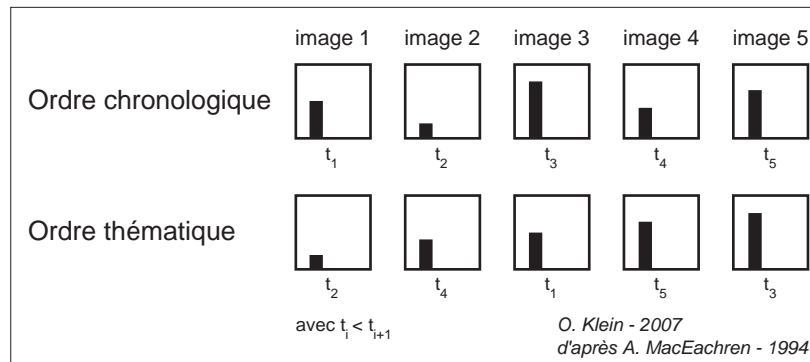 image 1 image 2 image 3 image 4 image 5
Ordre chronologique
t1 t2 t3 t4 t5
Ordre thématique
t2 t4 t1 t5 t3
avec ti < ti+1
O. Klein - 2007
d'après A. MacEachren - 1994